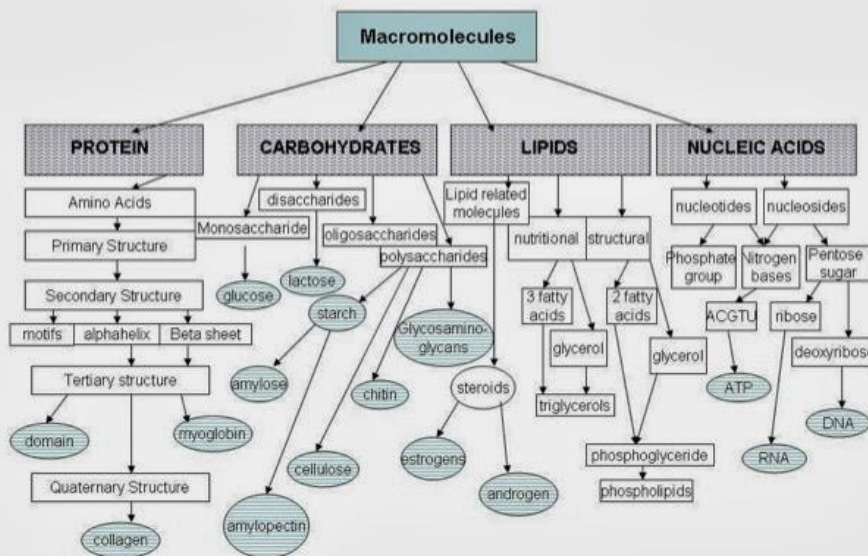 Macromolecules
PROTEIN
CARBOHYDRATES
LIPIDS
NUCLEIC ACIDS
Amino Acids
Primary Structure
Secondary Structure
motifs
alphahelix
Beta sheet
Tertiary structure
domain
myoglobin
Quaternary Structure
collagen
Monosaccharide
glucose
disaccharides
lactose
oligosaccharides
polysaccharides
starch
amylose
amylopectin
cellulose
chitin
Glycosamino-
glycans
Lipid related
molecules
steroids
estrogens
androgen
nutritional
structural
3 fatty
acids
glycerol
triglycerols
2 fatty
acids
glycerol
phosphoglyceride
phospholipids
nucleotides
nucleosides
Phosphate
group
Nitrogen
bases
Pentose
sugar
ACGTU
ATP
ribose
RNA
deoxyribose
DNA